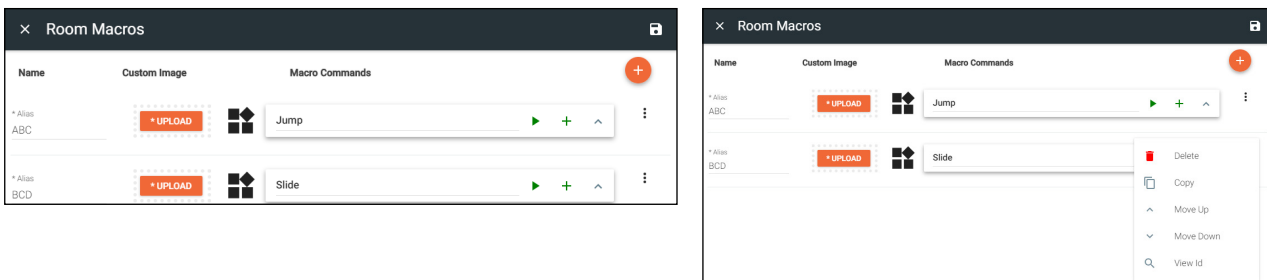 Room Macros
Name Custom Image Macro Commands
* Alias
ABC
* UPLOAD
Jump
* Alias
BCD
* UPLOAD
Slide
Room Macros
Name Custom Image Macro Commands
* Alias
ABC
* UPLOAD
Jump
* Alias
BCD
* UPLOAD
Slide
Delete
Copy
Move Up
Move Down
View Id